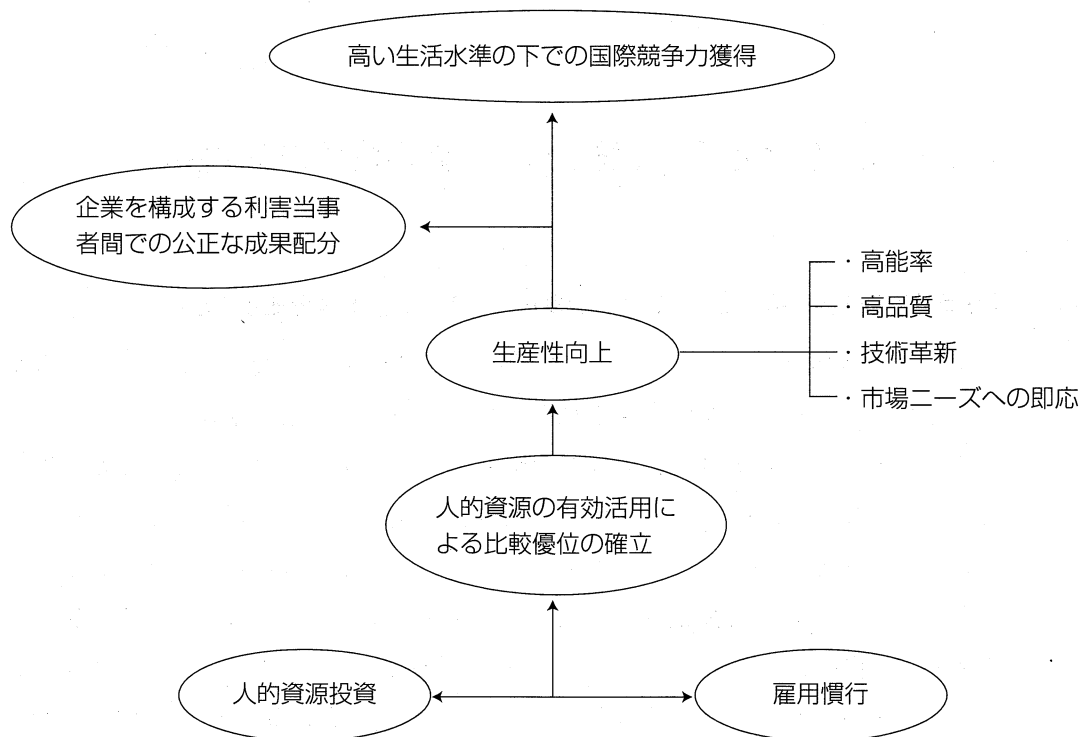 高い生活水準の下での国際競争力獲得
企業を構成する利害当事
者間での公正な成果配分
・高能率
・高品質
生産性向上
・技術革新
・市場ニーズへの即応
人的資源の有効活用に
よる比較優位の確立
人的資源投資
雇用慣行